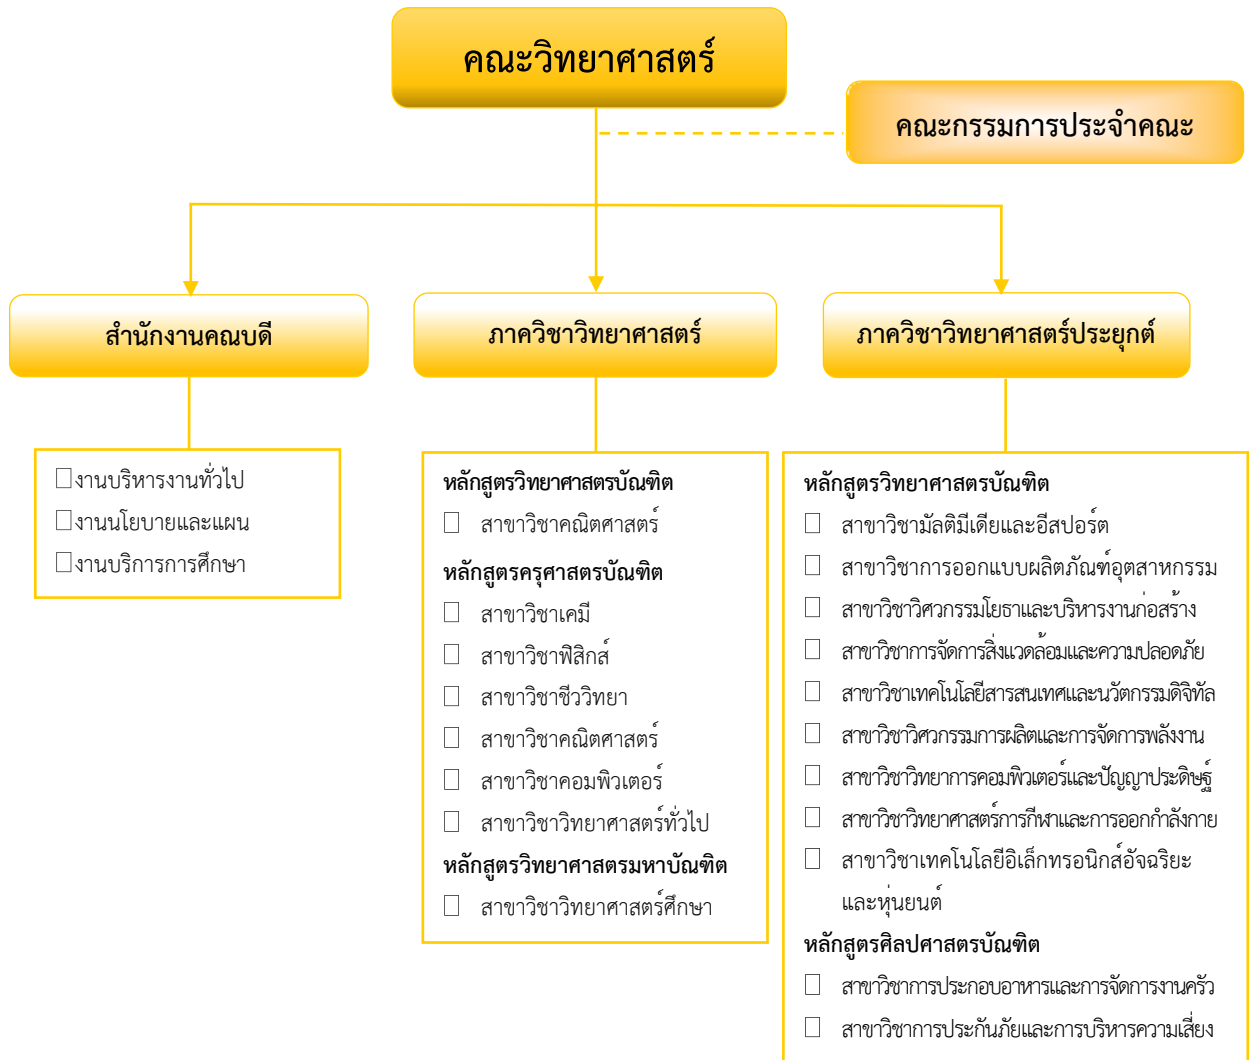 คณะวิทยาศาสตร์
คณะกรรมการประจำคณะ
สำนักงานคณบดี
งานบริหารงานทั่วไป
งานนโยบายและแผน
งานบริการการศึกษา
ภาควิชาวิทยาศาสตร์
หลักสูตรวิทยาศาสตรบัณฑิต
สาขาวิชาคณิตศาสตร์
หลักสูตรครุศาสตรบัณฑิต
สาขาวิชาเคมี
สาขาวิชาฟิสิกส์
สาขาวิชาชีววิทยา
สาขาวิชาคณิตศาสตร์
สาขาวิชาคอมพิวเตอร์
สาขาวิชาวิทยาศาสตร์ทั่วไป
หลักสูตรวิทยาศาสตรมหาบัณฑิต
สาขาวิชาวิทยาศาสตร์ศึกษา
ภาควิชาวิทยาศาสตร์ประยุกต์
หลักสูตรวิทยาศาสตรบัณฑิต
สาขาวิชามัลติมีเดียและอีสปอร์ต
สาขาวิชาการออกแบบผลิตภัณฑ์อุตสาหกรรม
สาขาวิชาวิศวกรรมโยธาและบริหารงานก่อสร้าง
สาขาวิชาการจัดการสิ่งแวดล้อมและความปลอดภัย
สาขาวิชาเทคโนโลยีสารสนเทศและนวัตกรรมดิจิทัล
สาขาวิชาวิศวกรรมการผลิตและการจัดการพลังงาน
สาขาวิชาวิทยาการคอมพิวเตอร์และปัญญาประดิษฐ์
สาขาวิชาวิทยาศาสตร์การกีฬาและการออกกำลังกาย
สาขาวิชาเทคโนโลยีอิเล็กทรอนิกส์อัจฉริยะ
และหุ่นยนต์
หลักสูตรศิลปศาสตรบัณฑิต
สาขาวิชาการประกอบอาหารและการจัดการงานครัว
สาขาวิชาการประกันภัยและการบริหารความเสี่ยง